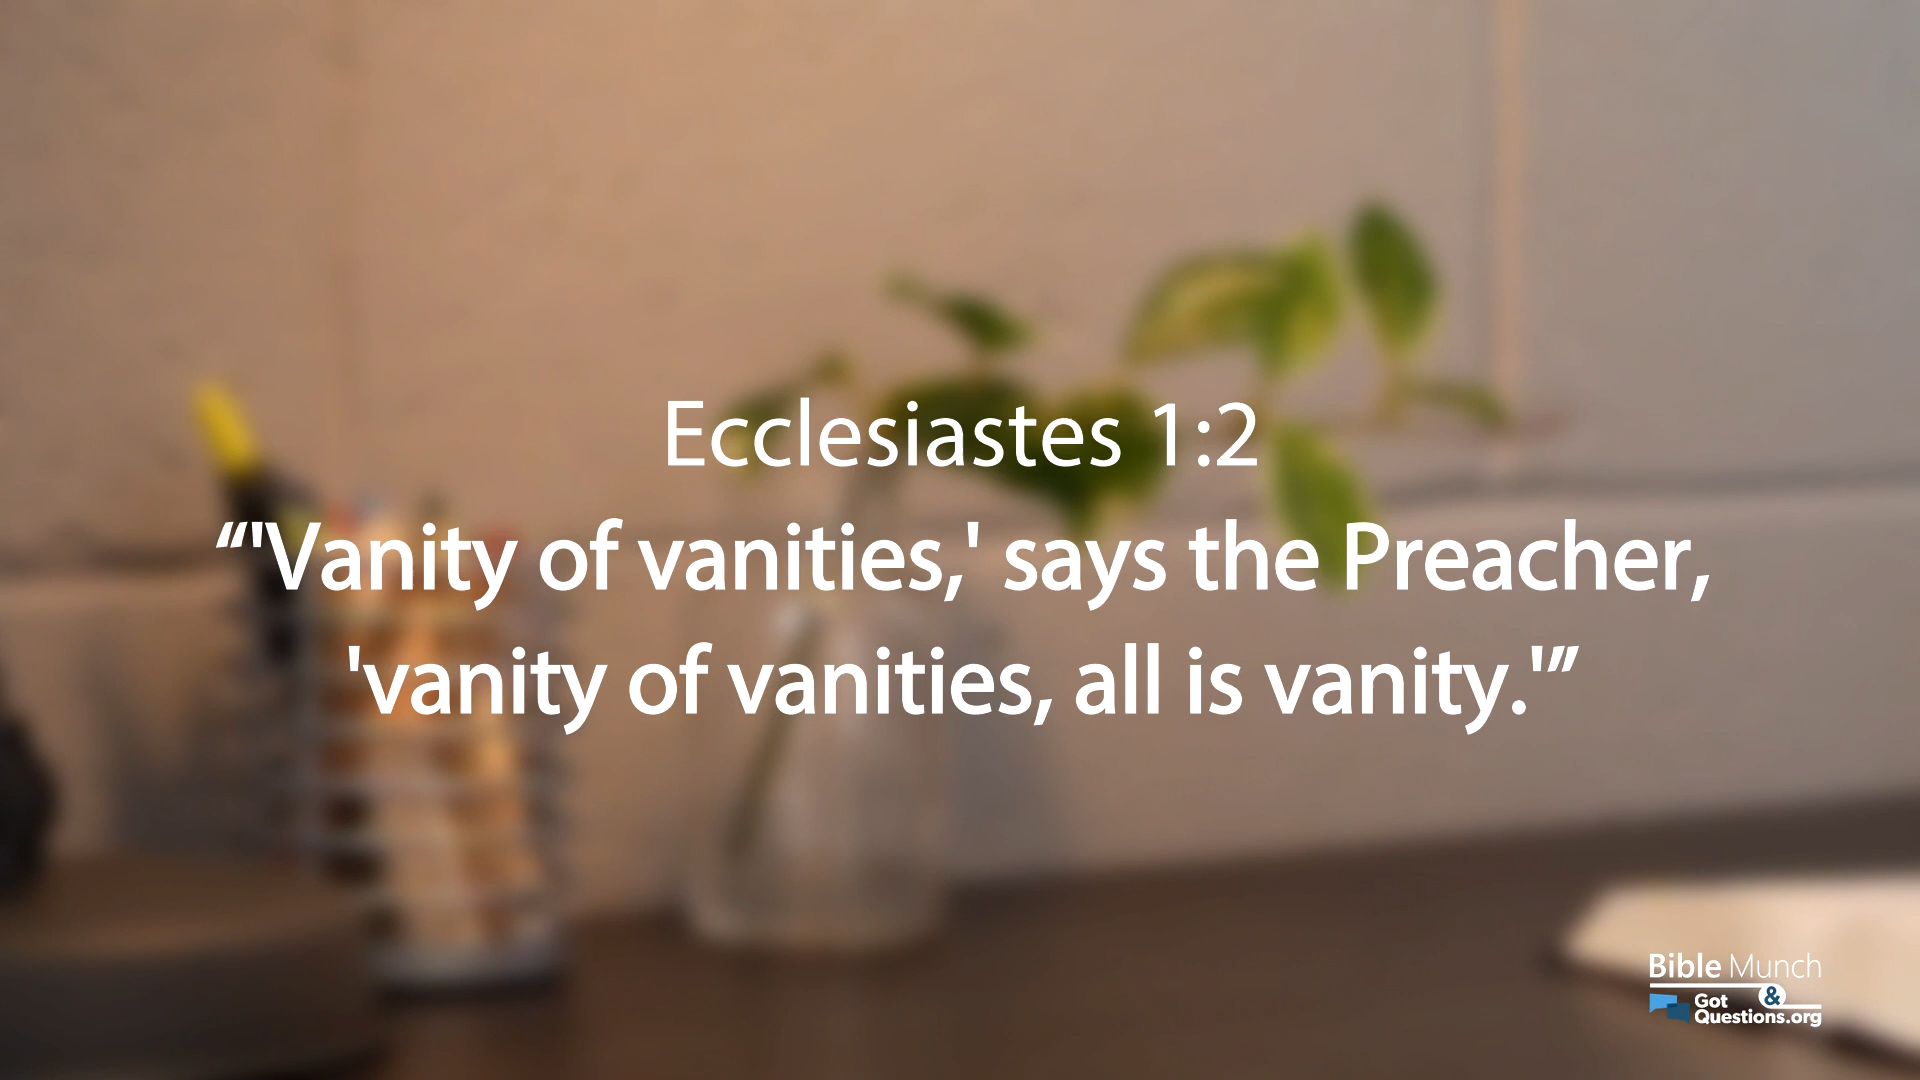 Ecclesiastes 1:2
“'Vanity of vanities,' says the Preacher,
'vanity of vanities, all is vanity.'”
Bible Munch
&
Got
Questions.org